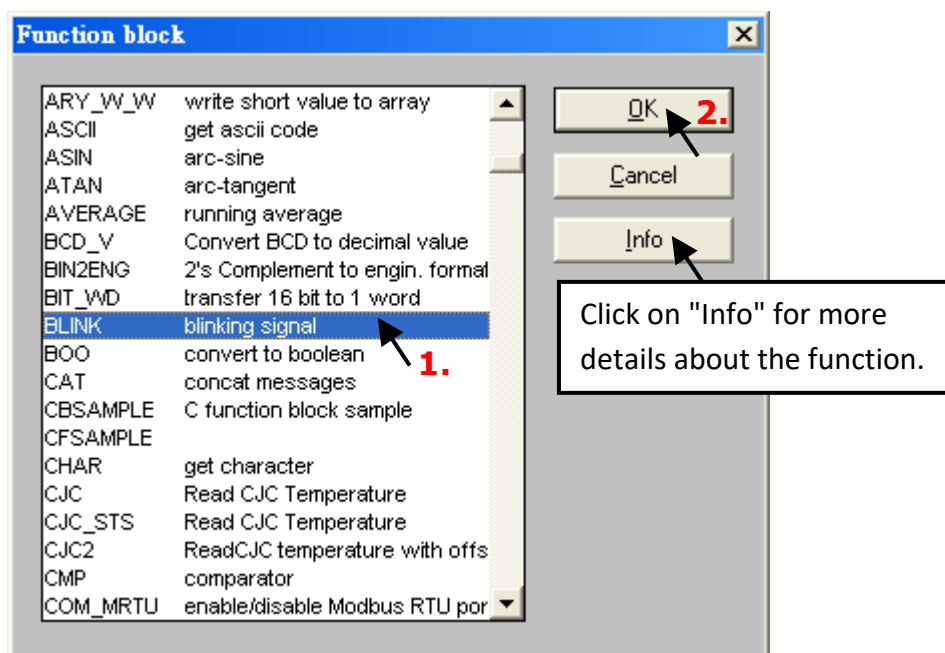 Function block
ARY_W_W write short value to array
ASCII get ascii code
ASIN arc-sine
ATAN arc-tangent
AVERAGE running average
BCD_V Convert BCD to decimal value
BIN2ENG 2's Complement to engin. format
BIT_WD transfer 16 bit to 1 word
BLINK blinking signal
BOO convert to boolean
CAT concat messages
CBSAMPLE C function block sample
CFSAMPLE
CHAR get character
CJC Read CJC Temperature
CJC_STS Read CJC Temperature
CJC2 ReadCJC temperature with offs
CMP comparator
COM_MRTU enable/disable Modbus RTU por
1.
OK
2.
Cancel
Info
Click on "Info" for more
details about the function.